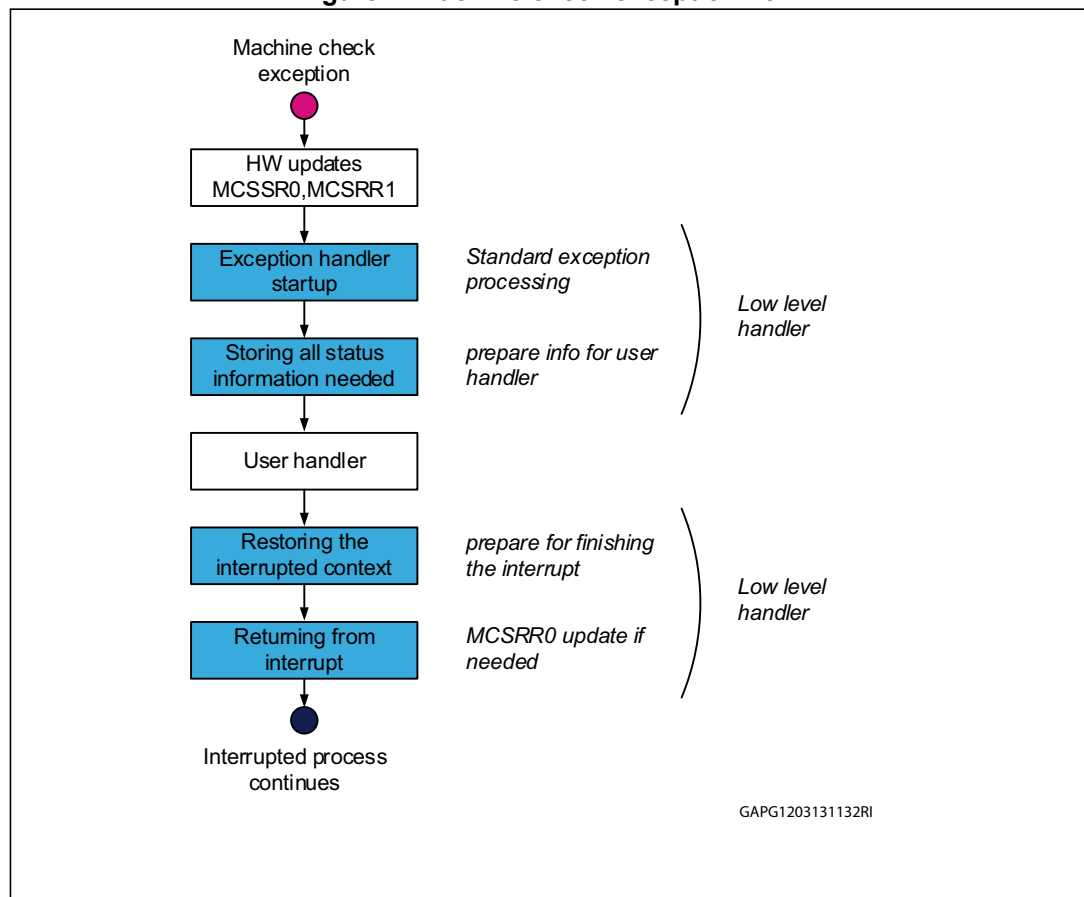 Machine check
exception
HW updates
MCSSR0,MCSRR1
Exception handler
startup
Standard exception
processing
Low level
handler
Storing all status
information needed
prepare info for user
handler
User handler
Restoring the
interrupted context
prepare for finishing
the interrupt
Low level
handler
Returning from
interrupt
MCSRR0 update if
needed
Interrupted process
continues
GAPG1203131132RI